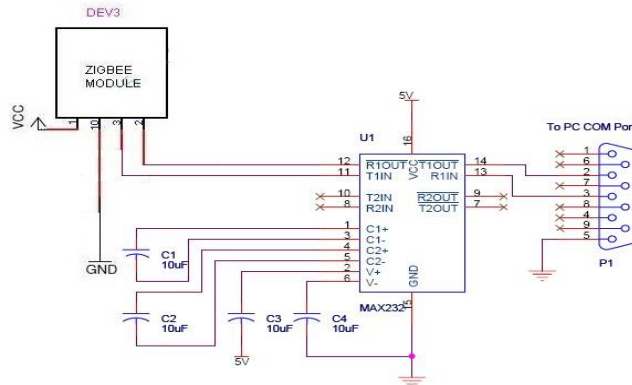 DEV3
ZIGBEE
MODULE
VCC
1
10
3
2
GND
5V
U1
16
To PC COM Por
12
11
10
8
1
3
4
5
2
6
R1OUT
T1IN
T2IN
R2IN
C1+
C1-
C2+
C2-
V+
V-
VCC
T1OUT
R1IN
R2OUT
T2OUT
GND
14
13
9
7
15
MAX232
1
6
2
7
3
8
4
9
5
P1
C1
10uF
C2
10uF
C3
10uF
C4
10uF
5V